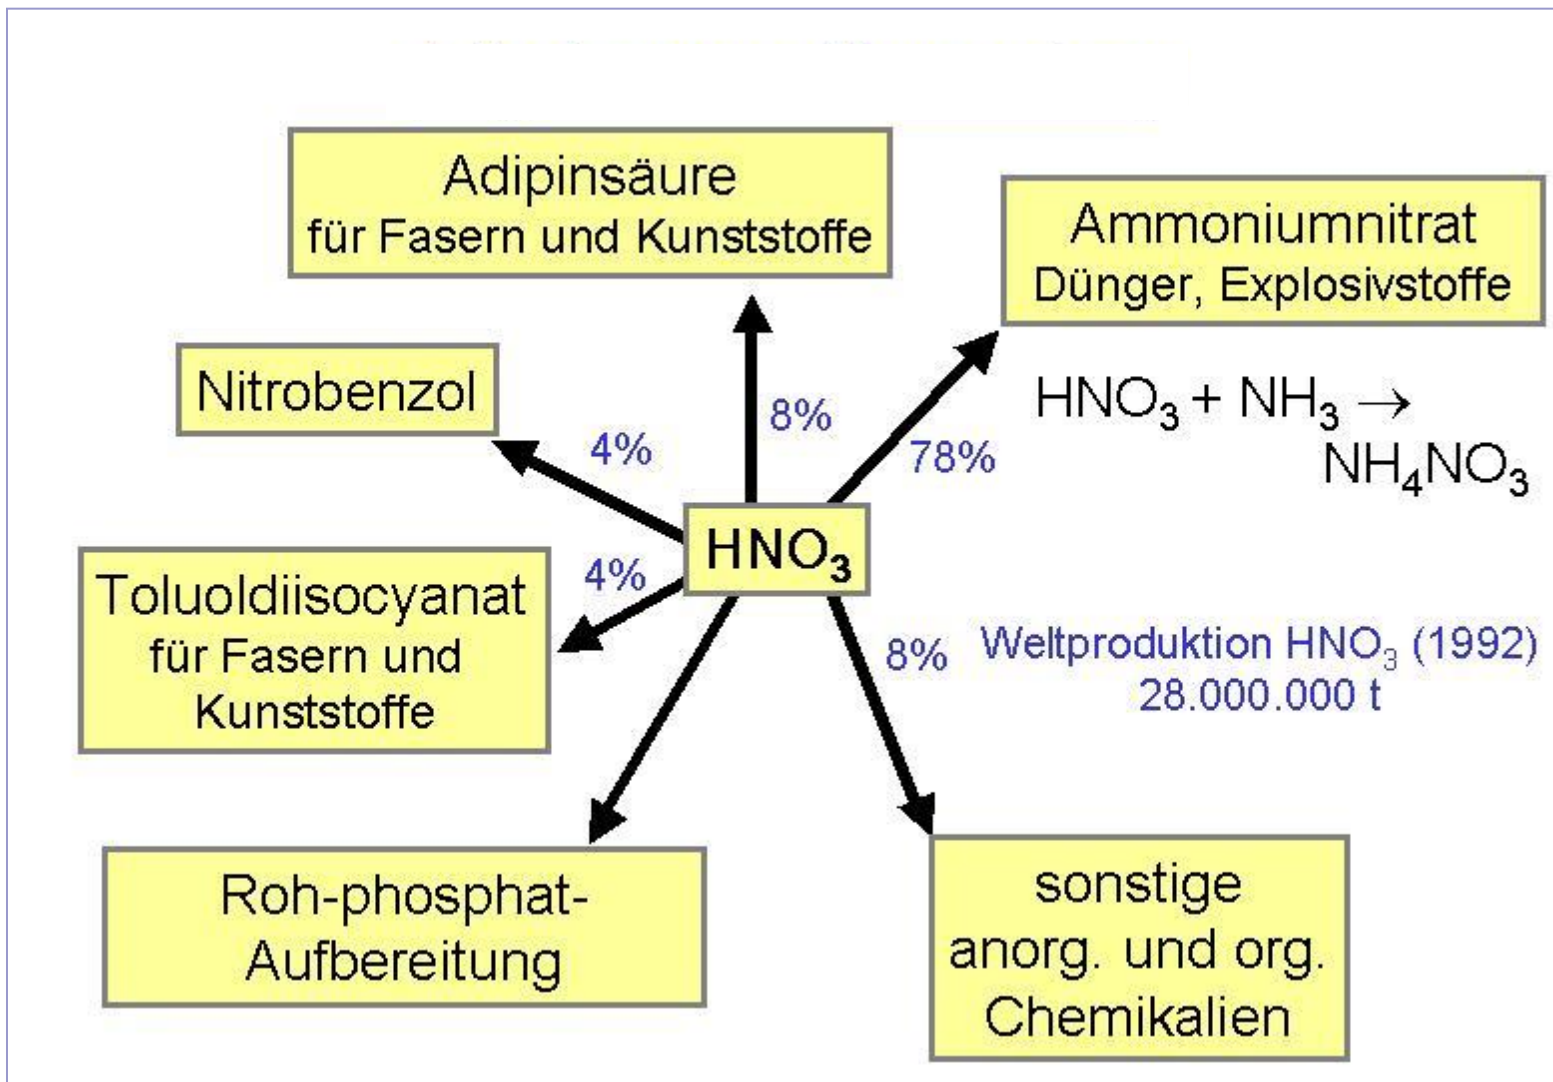 Adipinsäure
für Fasern und Kunststoffe
Ammoniumnitrat
Dünger, Explosivstoffe
HNO₃ + NH₃ →
NH₄NO₃
Nitrobenzol
4%
8%
78%
HNO₃
Toluoldiisocyanat
für Fasern und
Kunststoffe
4%
8%
Weltproduktion HNO₃ (1992)
28.000.000 t
Roh-phosphat-
Aufbereitung
sonstige
anorg. und org.
Chemikalien